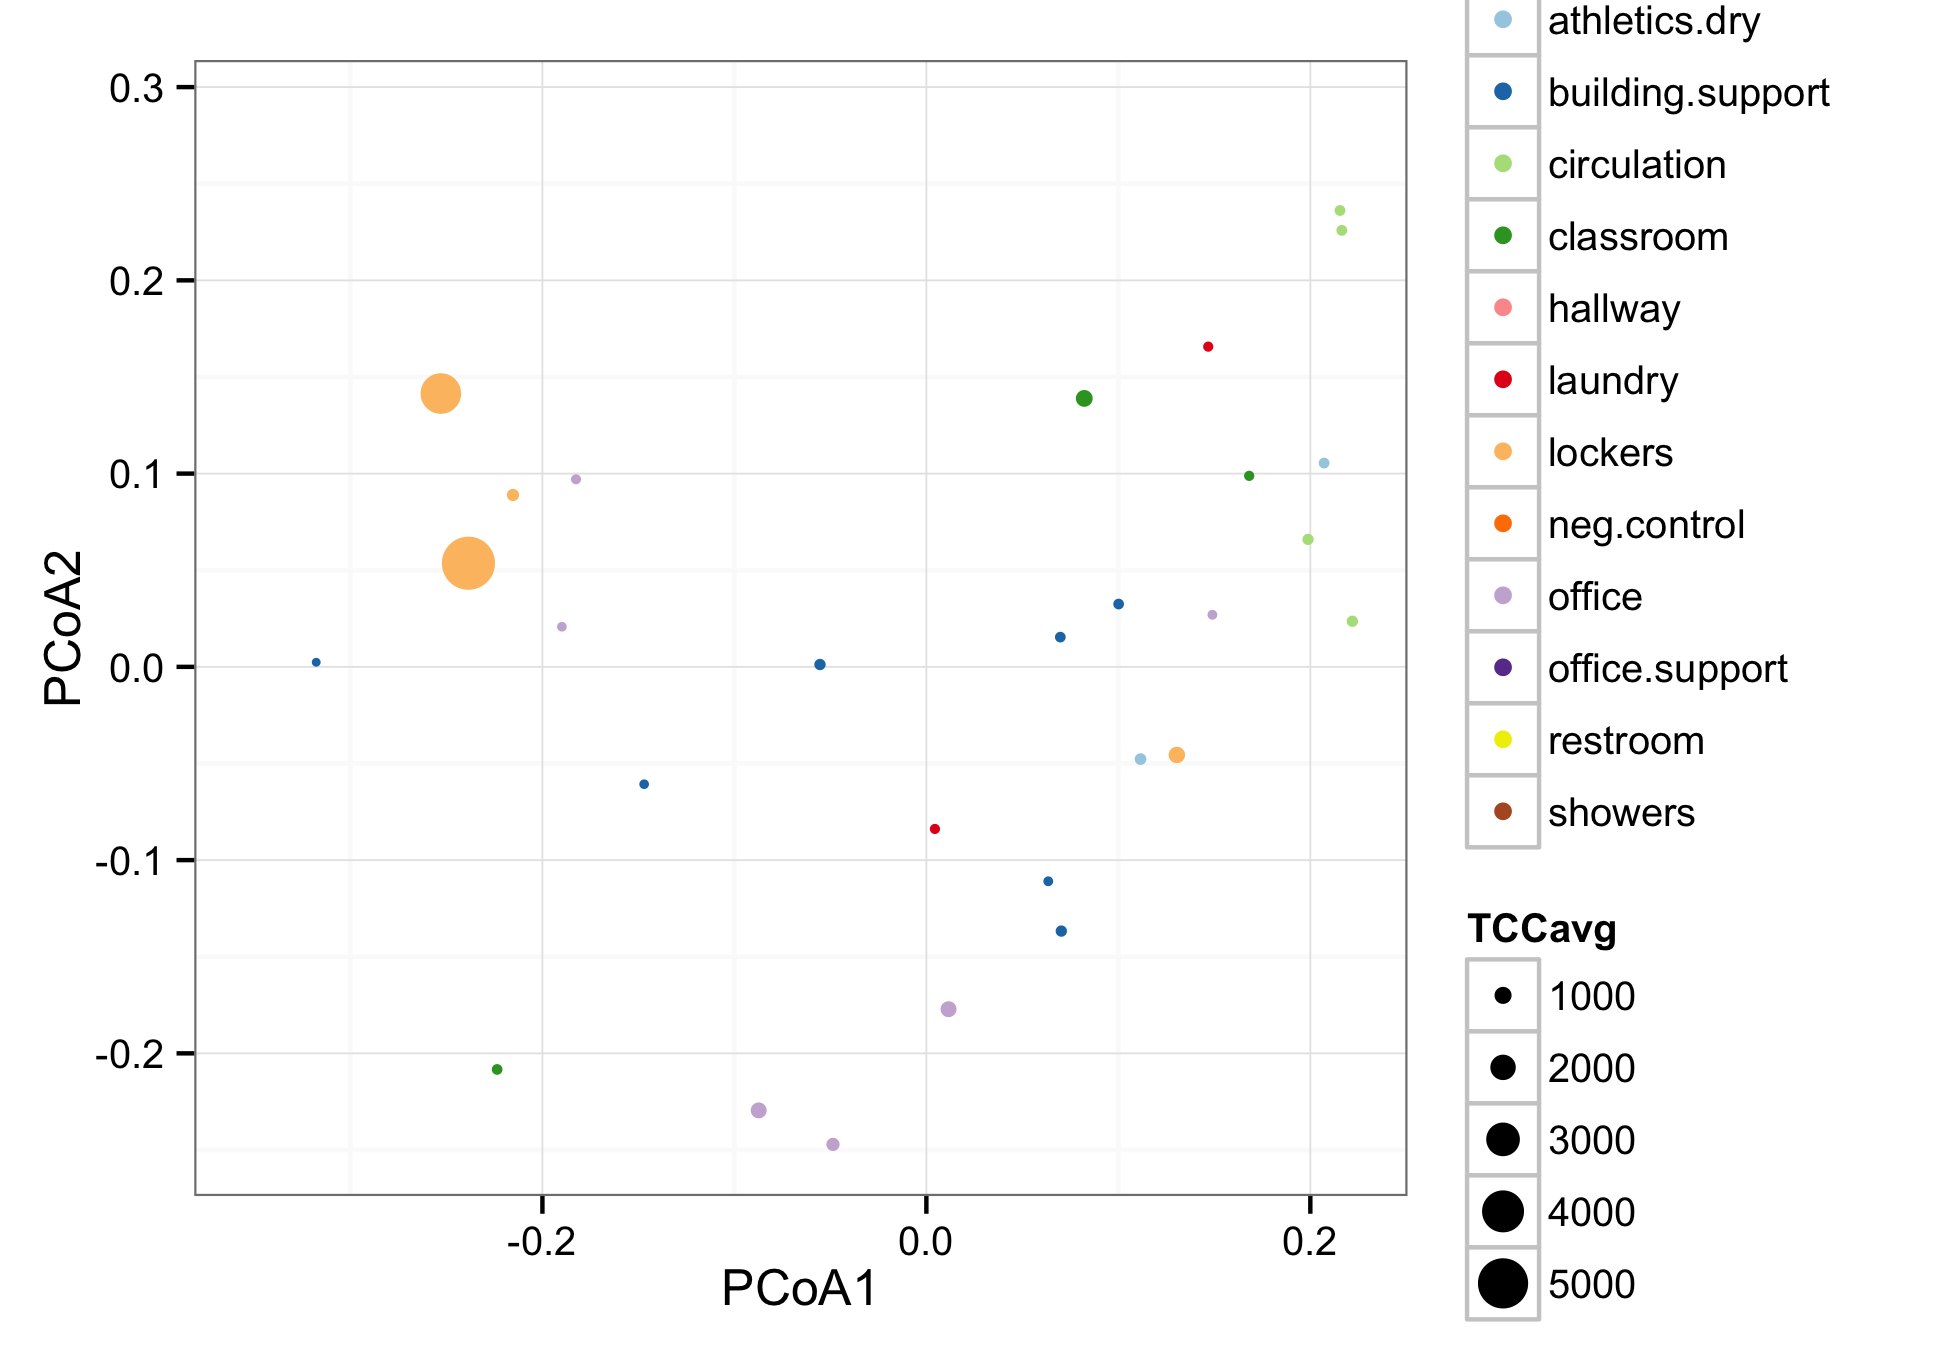 athletics.dry
building.support
circulation
classroom
hallway
laundry
lockers
neg.control
office
office.support
restroom
showers
TCCavg
1000
2000
3000
4000
5000
PCoA2
0.3
0.2
0.1
0.0
-0.1
-0.2
-0.2 0.0 0.2
PCoA1